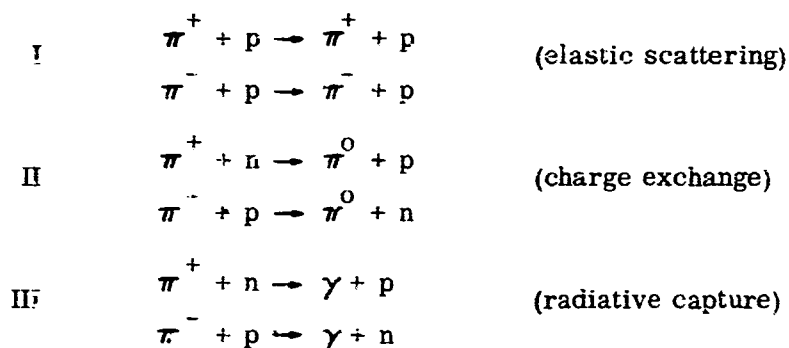 I π⁺ + p → π⁺ + p (elastic scattering)
π⁻ + p → π⁻ + p
II π⁺ + n → π⁰ + p (charge exchange)
π⁻ + p → π⁰ + n
III π⁺ + n → γ + p (radiative capture)
π⁻ + p → γ + n